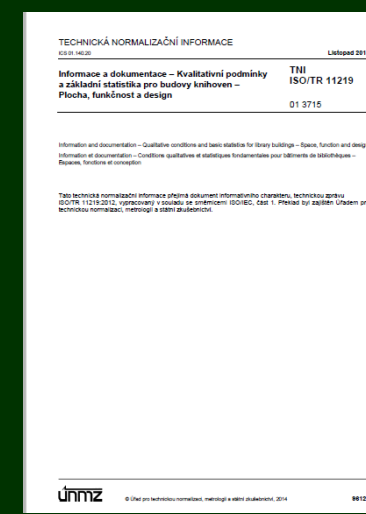 TECHNICKÁ NORMALIZAČNÍ INFORMACE
ICS 01.140.20
Listopad 201
Informace a dokumentace – Kvalitativní podmínky
a základní statistika pro budovy knihoven –
Plocha, funkčnost a design
TNI
ISO/TR 11219
01 3715
Information and documentation – Qualitative conditions and basic statistics for library buildings – Space, function and design
Information et documentation – Conditions qualitatives et statistiques fondamentales pour bâtiments de bibliothèques –
Espaces, fonctions et conception
Tato technická normalizační informace přejímá dokument informativního charakteru, technickou zprávu
ISO/TR 11219:2012, vypracovaný v souladu se směrnicemi ISO/IEC, část 1. Překlad byl zajištěn Úřadem pr
technickou normalizaci, metrologii a státní zkušebnictví.
únmz
© Úřad pro technickou normalizaci, metrologii a státní zkušebnictví, 2014
9612